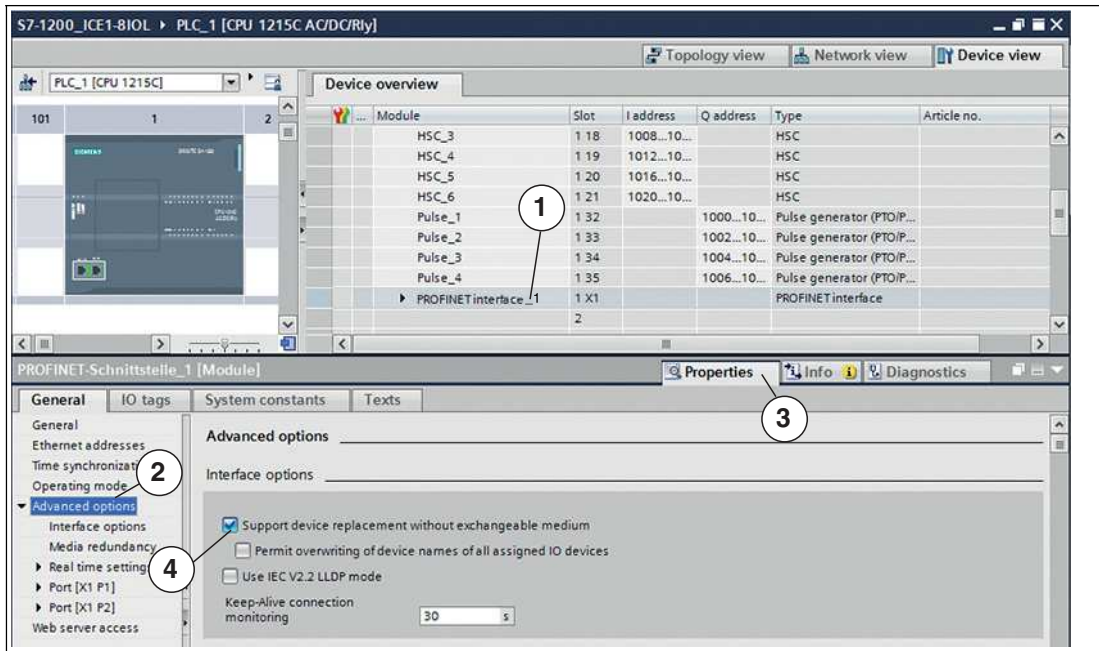 S7-1200_ICE1-8IOL ▸ PLC_1 [CPU 1215C AC/DC/Rly]
Topology view Network view Device view
PLC_1 [CPU 1215C]
Device overview
101 1 2
... Module Slot I address Q address Type Article no.
HSC_3 1 18 1008...10... HSC
HSC_4 1 19 1012...10... HSC
HSC_5 1 20 1016...10... HSC
HSC_6 1 21 1020...10... HSC
Pulse_1 1 32 1000...10... Pulse generator (PTO/P...
Pulse_2 1 33 1002...10... Pulse generator (PTO/P...
Pulse_3 1 34 1004...10... Pulse generator (PTO/P...
Pulse_4 1 35 1006...10... Pulse generator (PTO/P...
PROFINET interface_1 1 X1 PROFINET interface
2
SIEMENS
1
PROFINET-Schnittstelle_1 [Module]
Properties Info Diagnostics
3
General IO tags System constants Texts
General
Ethernet addresses
Time synchronizati
Operating mode
Advanced options
Interface options
Media redundancy
Real time setting
Port [X1 P1]
Port [X1 P2]
Web server access
2
4
Advanced options
Interface options
Support device replacement without exchangeable medium
Permit overwriting of device names of all assigned IO devices
Use IEC V2.2 LLDP mode
Keep-Alive connection
monitoring 30 s